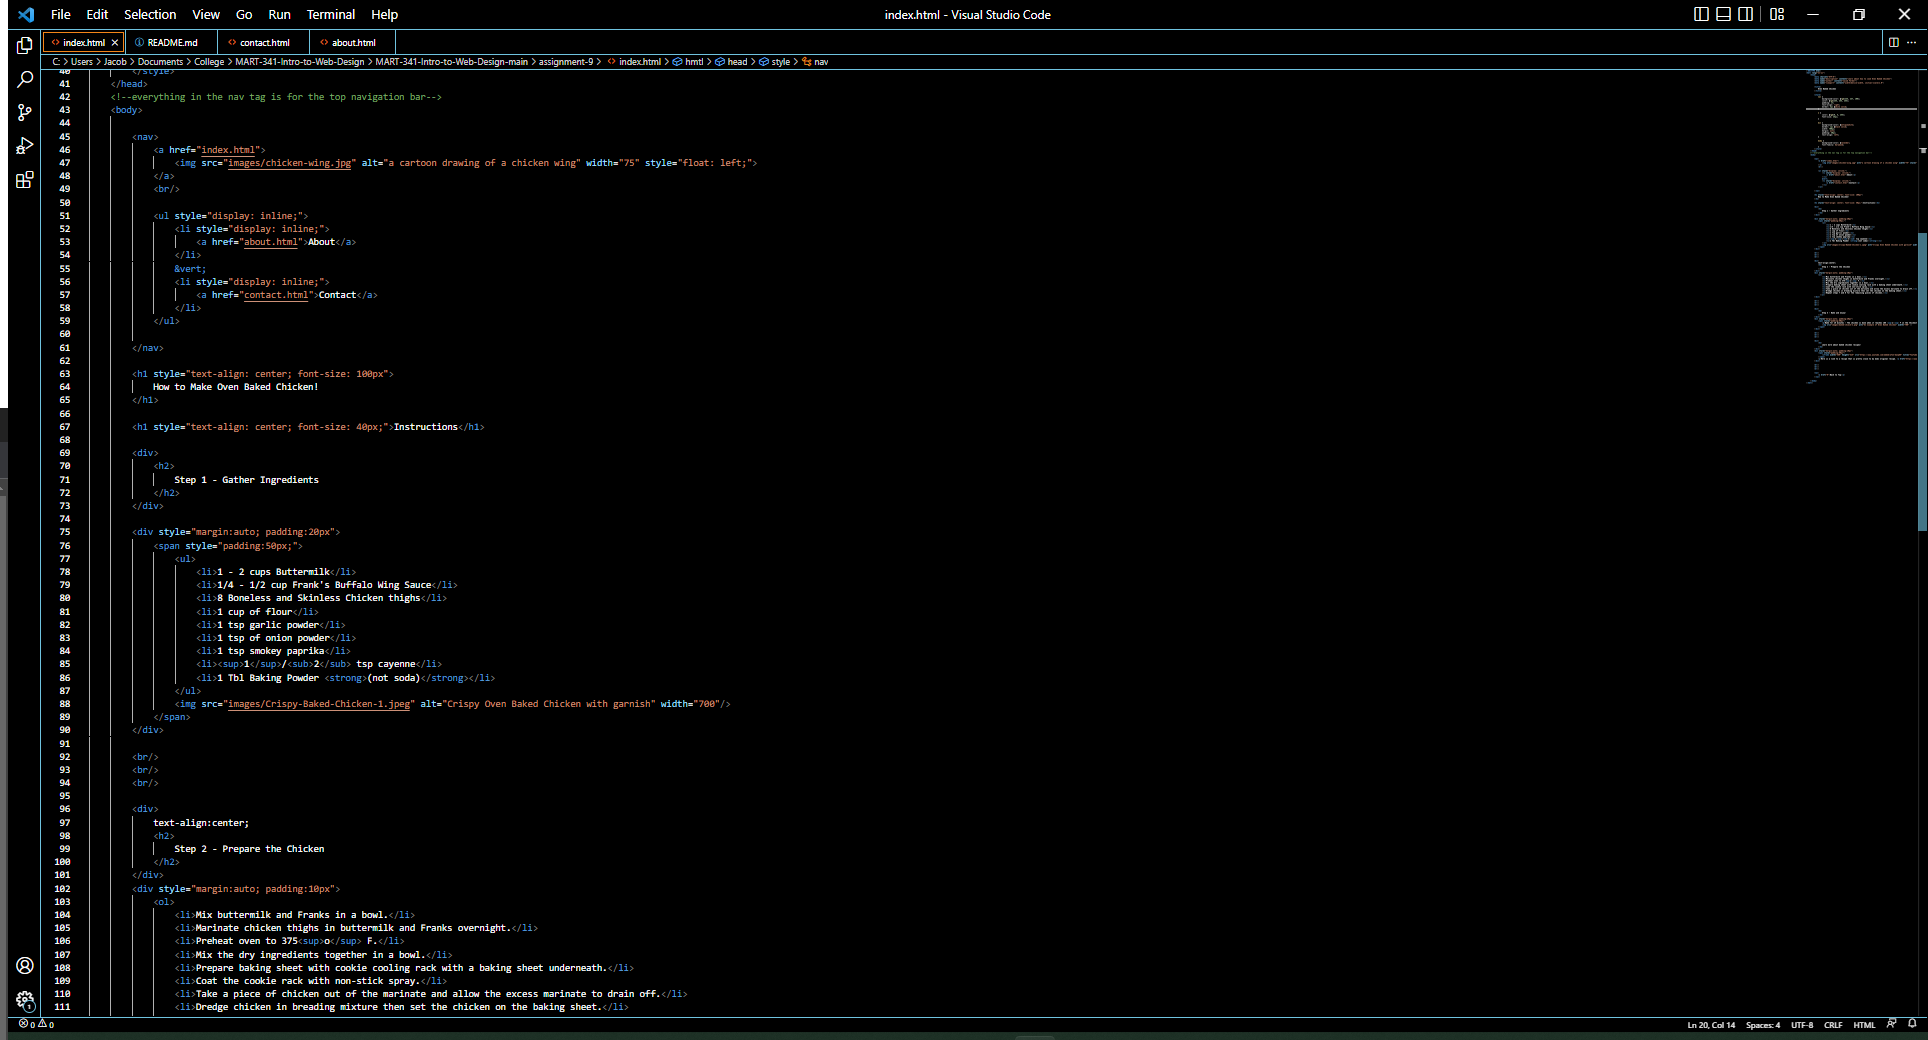 File Edit Selection View Go Run Terminal Help
index.html - Visual Studio Code
index.html README.md contact.html about.html
C: > Users > Jacob > Documents > College > MART-341-Intro-to-Web-Design > MART-341-Intro-to-Web-Design-main > assignment-9 > index.html > hmtl > head > style > nav
40 </style>
41 </head>
42 <!--everything in the nav tag is for the top navigation bar-->
43 <body>
44
45 <nav>
46 <a href="index.html">
47 <img src="images/chicken-wing.jpg" alt="a cartoon drawing of a chicken wing" width="75" style="float: left;">
48 </a>
49 <br/>
50
51 <ul style="display: inline;">
52 <li style="display: inline;">
53 <a href="about.html">About</a>
54 </li>
55 &vert;
56 <li style="display: inline;">
57 <a href="contact.html">Contact</a>
58 </li>
59 </ul>
60
61 </nav>
62
63 <h1 style="text-align: center; font-size: 100px">
64 How to Make Oven Baked Chicken!
65 </h1>
66
67 <h1 style="text-align: center; font-size: 40px;">Instructions</h1>
68
69 <div>
70 <h2>
71 Step 1 - Gather Ingredients
72 </h2>
73 </div>
74
75 <div style="margin:auto; padding:20px">
76 <span style="padding:50px;">
77 <ul>
78 <li>1 - 2 cups Buttermilk</li>
79 <li>1/4 - 1/2 cup Frank's Buffalo Wing Sauce</li>
80 <li>8 Boneless and Skinless Chicken thighs</li>
81 <li>1 cup of flour</li>
82 <li>1 tsp garlic powder</li>
83 <li>1 tsp of onion powder</li>
84 <li>1 tsp smokey paprika</li>
85 <li><sup>1</sup>/<sub>2</sub> tsp cayenne</li>
86 <li>1 Tbl Baking Powder <strong>(not soda)</strong></li>
87 </ul>
88 <img src="images/Crispy-Baked-Chicken-1.jpeg" alt="Crispy Oven Baked Chicken with garnish" width="700"/>
89 </span>
90 </div>
91
92 <br/>
93 <br/>
94 <br/>
95
96 <div>
97 text-align:center;
98 <h2>
99 Step 2 - Prepare the Chicken
100 </h2>
101 </div>
102 <div style="margin:auto; padding:10px">
103 <ol>
104 <li>Mix buttermilk and Franks in a bowl.</li>
105 <li>Marinate chicken thighs in buttermilk and Franks overnight.</li>
106 <li>Preheat oven to 375<sup>o</sup> F.</li>
107 <li>Mix the dry ingredients together in a bowl.</li>
108 <li>Prepare baking sheet with cookie cooling rack with a baking sheet underneath.</li>
109 <li>Coat the cookie rack with non-stick spray.</li>
110 <li>Take a piece of chicken out of the marinate and allow the excess marinate to drain off.</li>
111 <li>Dredge chicken in breading mixture then set the chicken on the baking sheet.</li>
1
0 0 Ln 20, Col 14 Spaces: 4 UTF-8 CRLF HTML